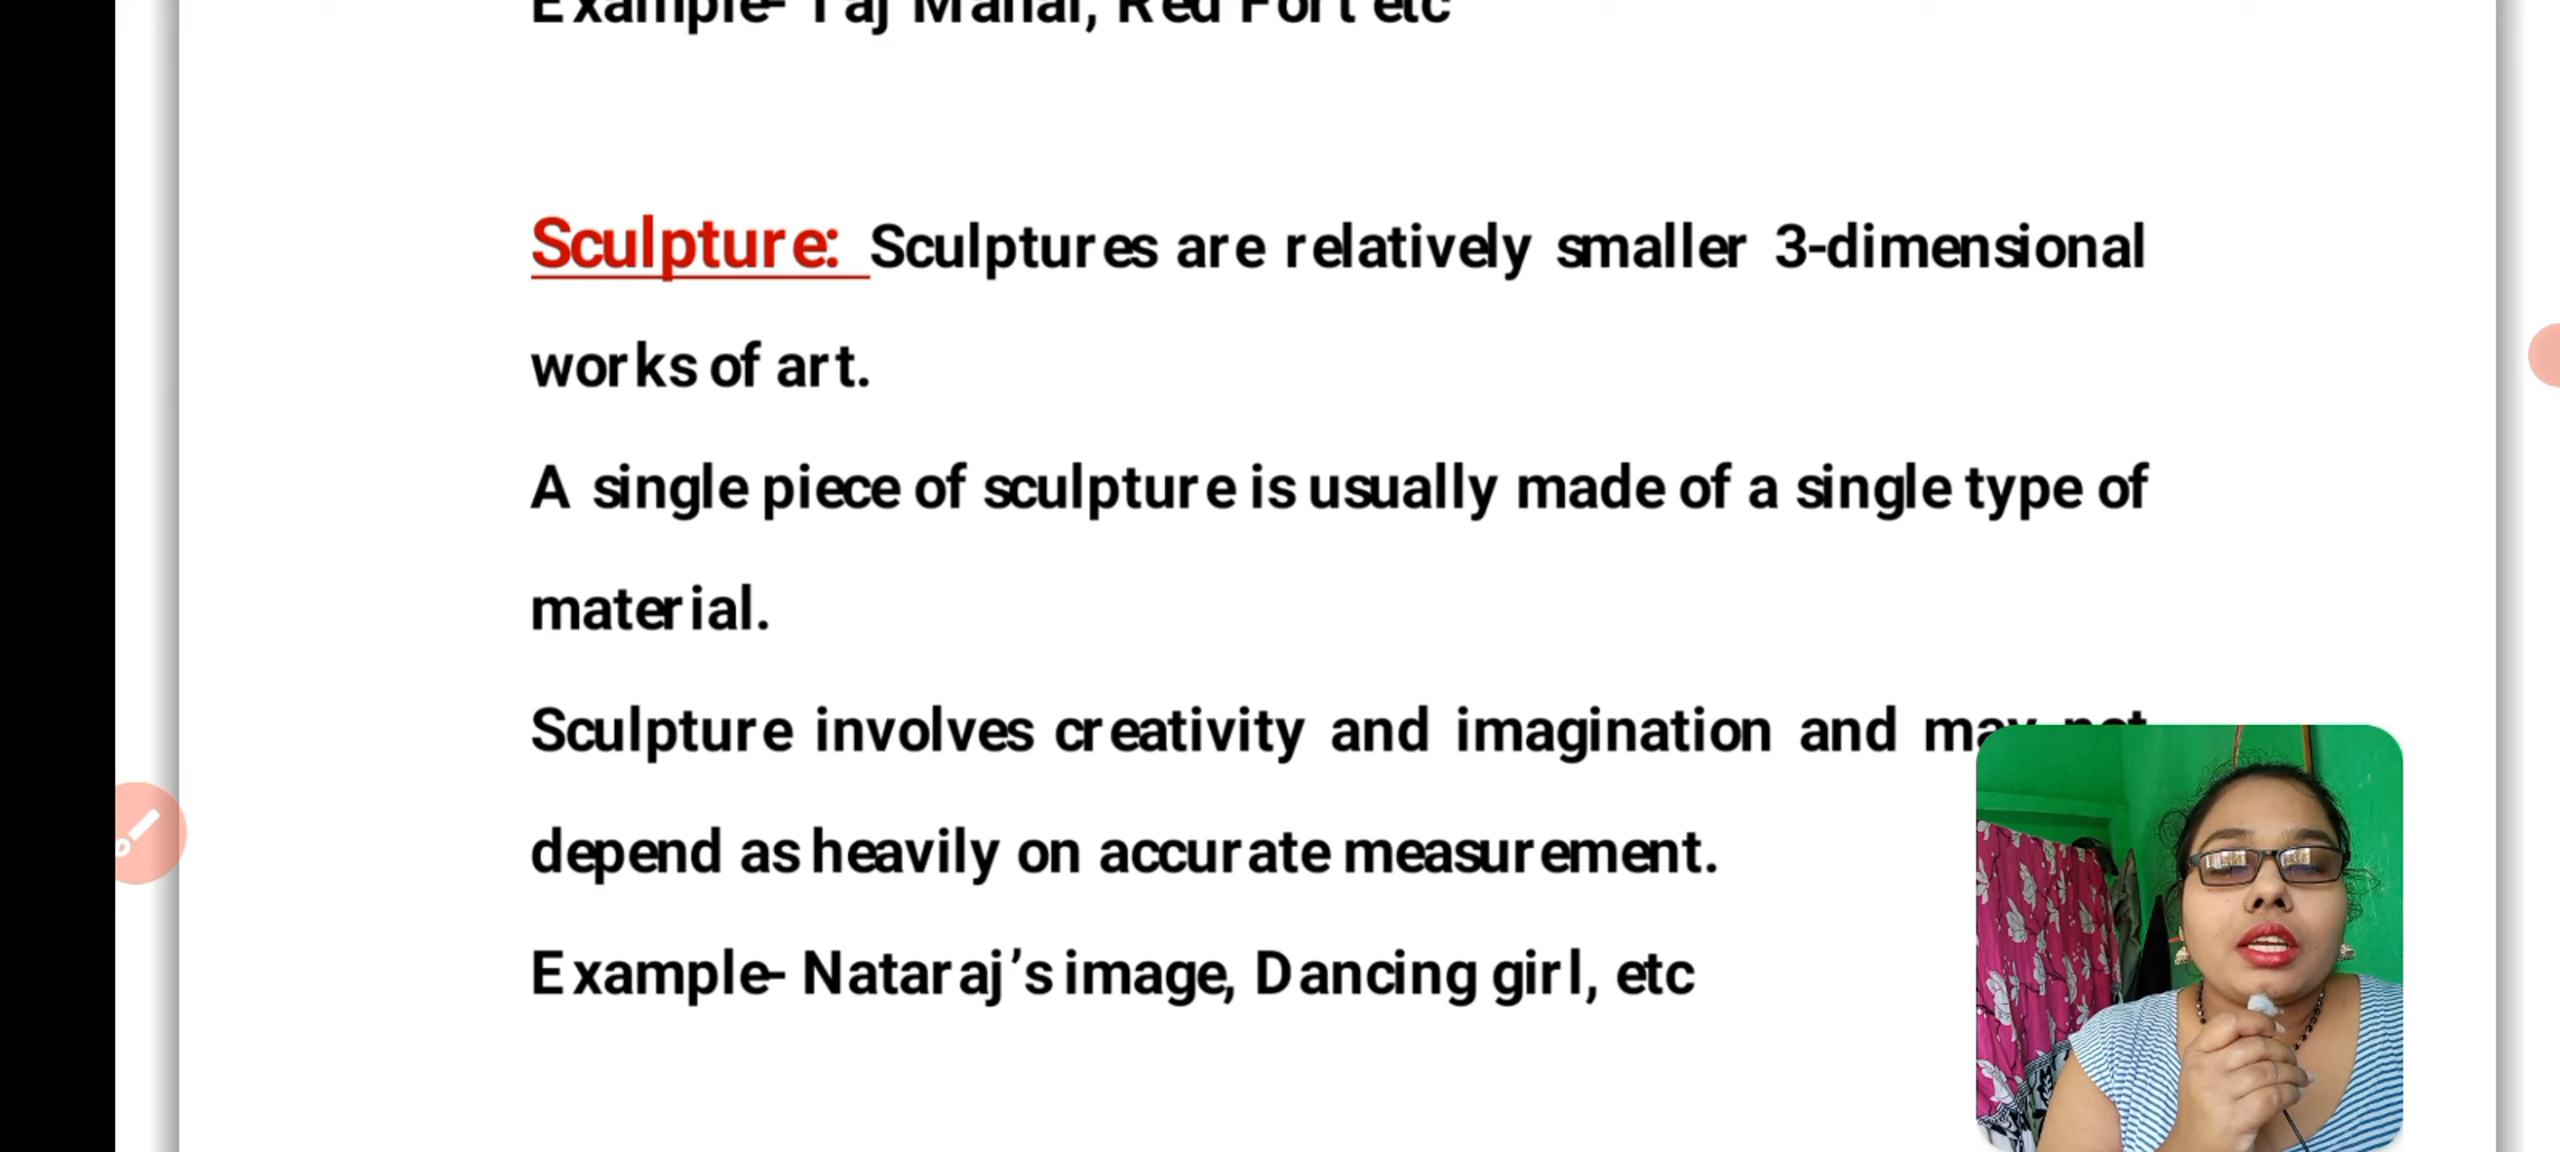 Example- Taj Mahal, Red Fort etc
Sculpture: Sculptures are relatively smaller 3-dimensional
works of art.
A single piece of sculpture is usually made of a single type of
material.
Sculpture involves creativity and imagination and may not
depend as heavily on accurate measurement.
Example- Nataraj’s image, Dancing girl, etc